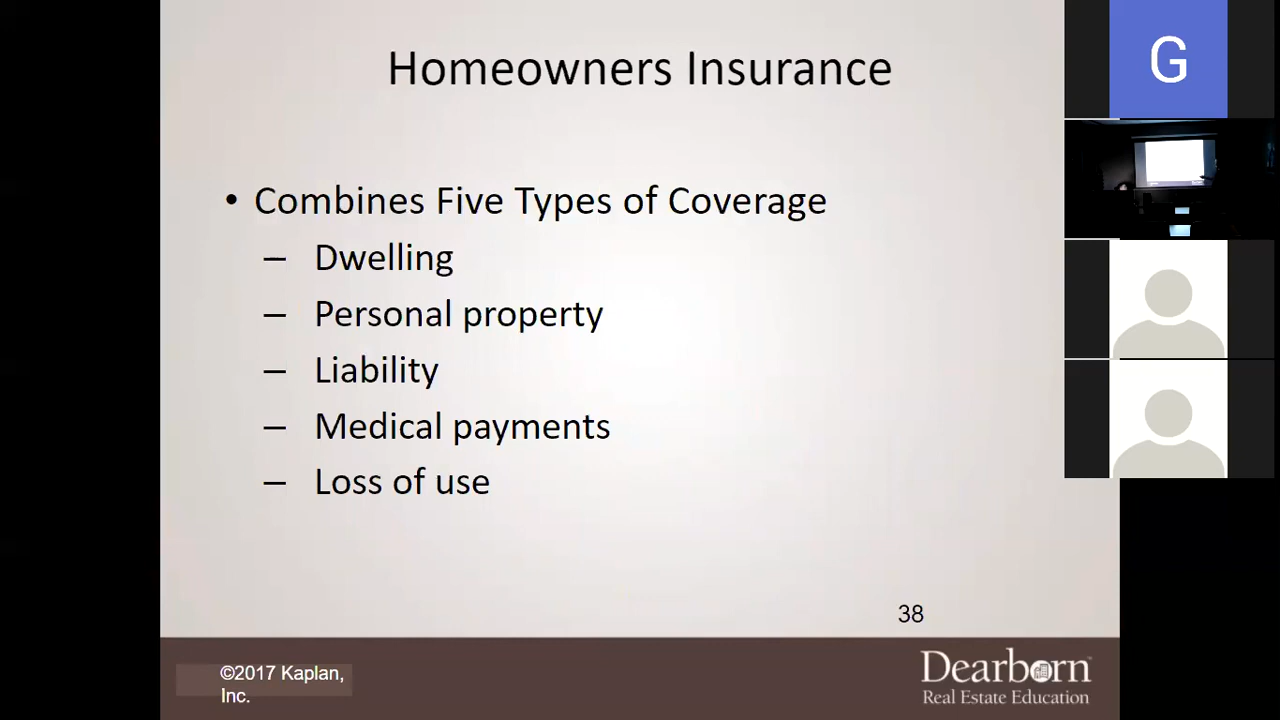 Homeowners Insurance
G
• Combines Five Types of Coverage
– Dwelling
– Personal property
– Liability
– Medical payments
– Loss of use
38
©2017 Kaplan,
Inc.
Dearborn
Real Estate Education